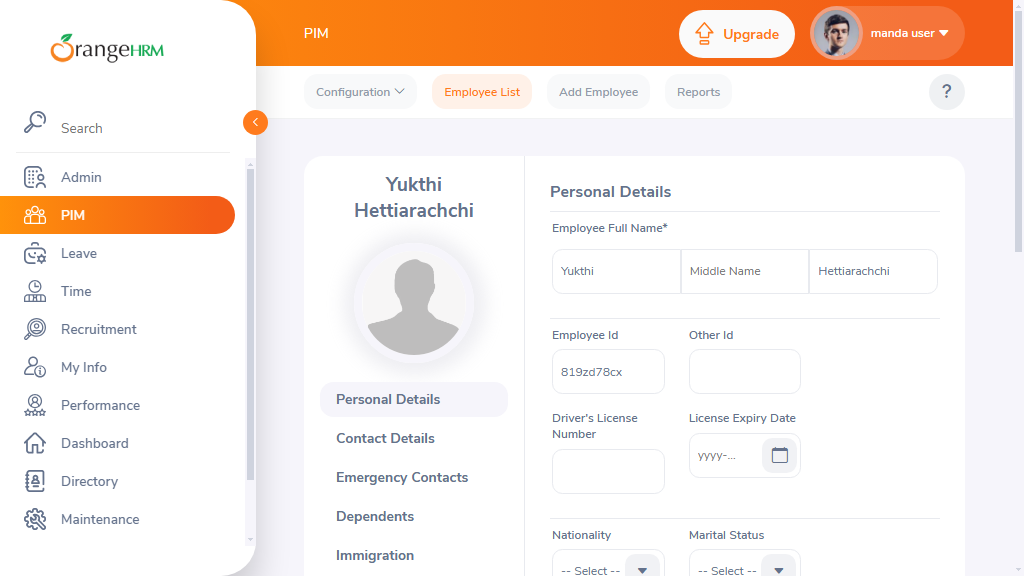 OrangeHRM
Search
Admin
PIM
Leave
Time
Recruitment
My Info
Performance
Dashboard
Directory
Maintenance
PIM
Upgrade
manda user
Configuration
Employee List
Add Employee
Reports
?
Yukthi
Hettiarachchi
Personal Details
Contact Details
Emergency Contacts
Dependents
Immigration
Personal Details
Employee Full Name*
Yukthi
Middle Name
Hettiarachchi
Employee Id
Other Id
819zd78cx
Driver's License
Number
License Expiry Date
yyyy-...
Nationality
Marital Status
-- Select --
-- Select --